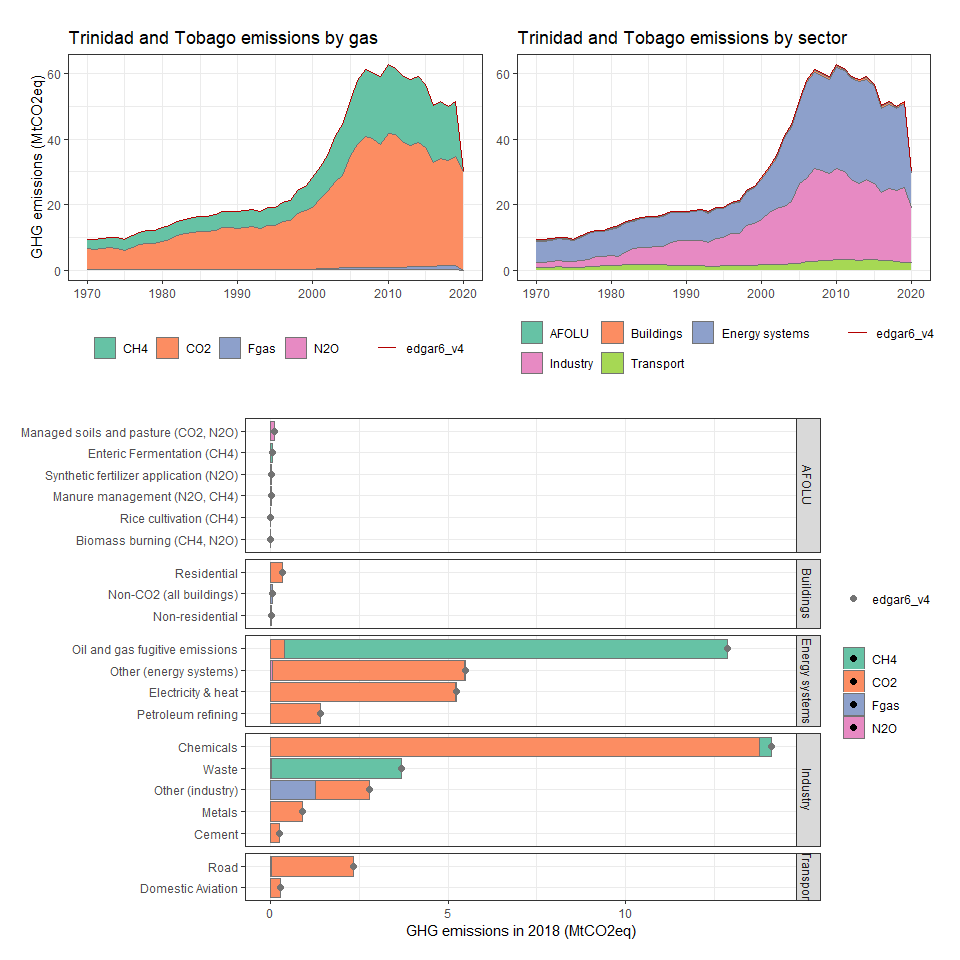 Trinidad and Tobago emissions by gas
GHG emissions (MtCO2eq)
60
40
20
0
1970 1980 1990 2000 2010 2020
CH4 CO2 Fgas N2O edgar6_v4
Trinidad and Tobago emissions by sector
60
40
20
0
1970 1980 1990 2000 2010 2020
AFOLU Buildings Energy systems edgar6_v4
Industry Transport
Managed soils and pasture (CO2, N2O)
Enteric Fermentation (CH4)
Synthetic fertilizer application (N2O)
Manure management (N2O, CH4)
Rice cultivation (CH4)
Biomass burning (CH4, N2O)
AFOLU
Residential
Non-CO2 (all buildings)
Non-residential
Buildings
Oil and gas fugitive emissions
Other (energy systems)
Electricity & heat
Petroleum refining
Energy systems
Chemicals
Waste
Other (industry)
Metals
Cement
Industry
Road
Domestic Aviation
Transpor
0 5 10
GHG emissions in 2018 (MtCO2eq)
edgar6_v4
CH4
CO2
Fgas
N2O